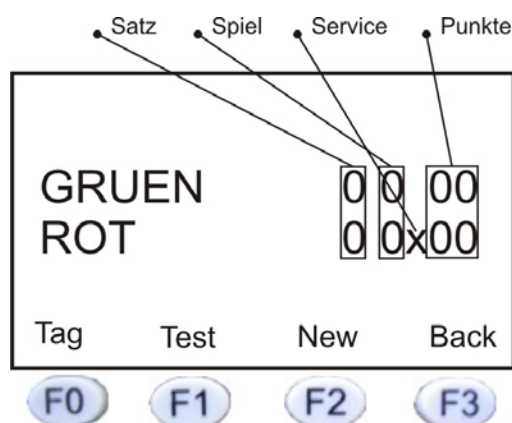 Satz Spiel Service Punkte
GRUEN 0 0 00
ROT 0 0x00
Tag Test New Back
F0 F1 F2 F3